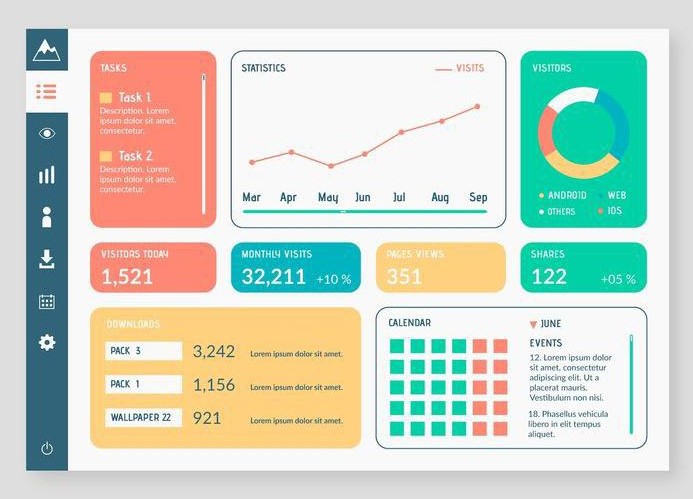 TASKS
Task 1
Description. Lorem
ipsum dolor sit amet,
consectetur.
Task 2
Description. Lorem
ipsum dolor sit amet,
consectetur.
STATISTICS
VISITS
Mar Apr May Jun Jul Aug Sep
VISITORS
ANDROID WEB
OTHERS IOS
VISITORS TODAY
1,521
MONTHLY VISITS
32,211 +10 %
PAGES VIEWS
351
SHARES
122 +05 %
DOWNLOADS
PACK 3 3,242 Lorem ipsum dolor sit amet.
PACK 1 1,156 Lorem ipsum dolor sit amet.
WALLPAPER 22 921 Lorem ipsum dolor sit amet.
CALENDAR
JUNE
EVENTS
12. Lorem ipsum dolor
sit amet, consectetur
adipiscing elit. Ut a
placerat mauris.
Vestibulum non nisi.
18. Phasellus vehicula
libero in elit tempus
aliquet.